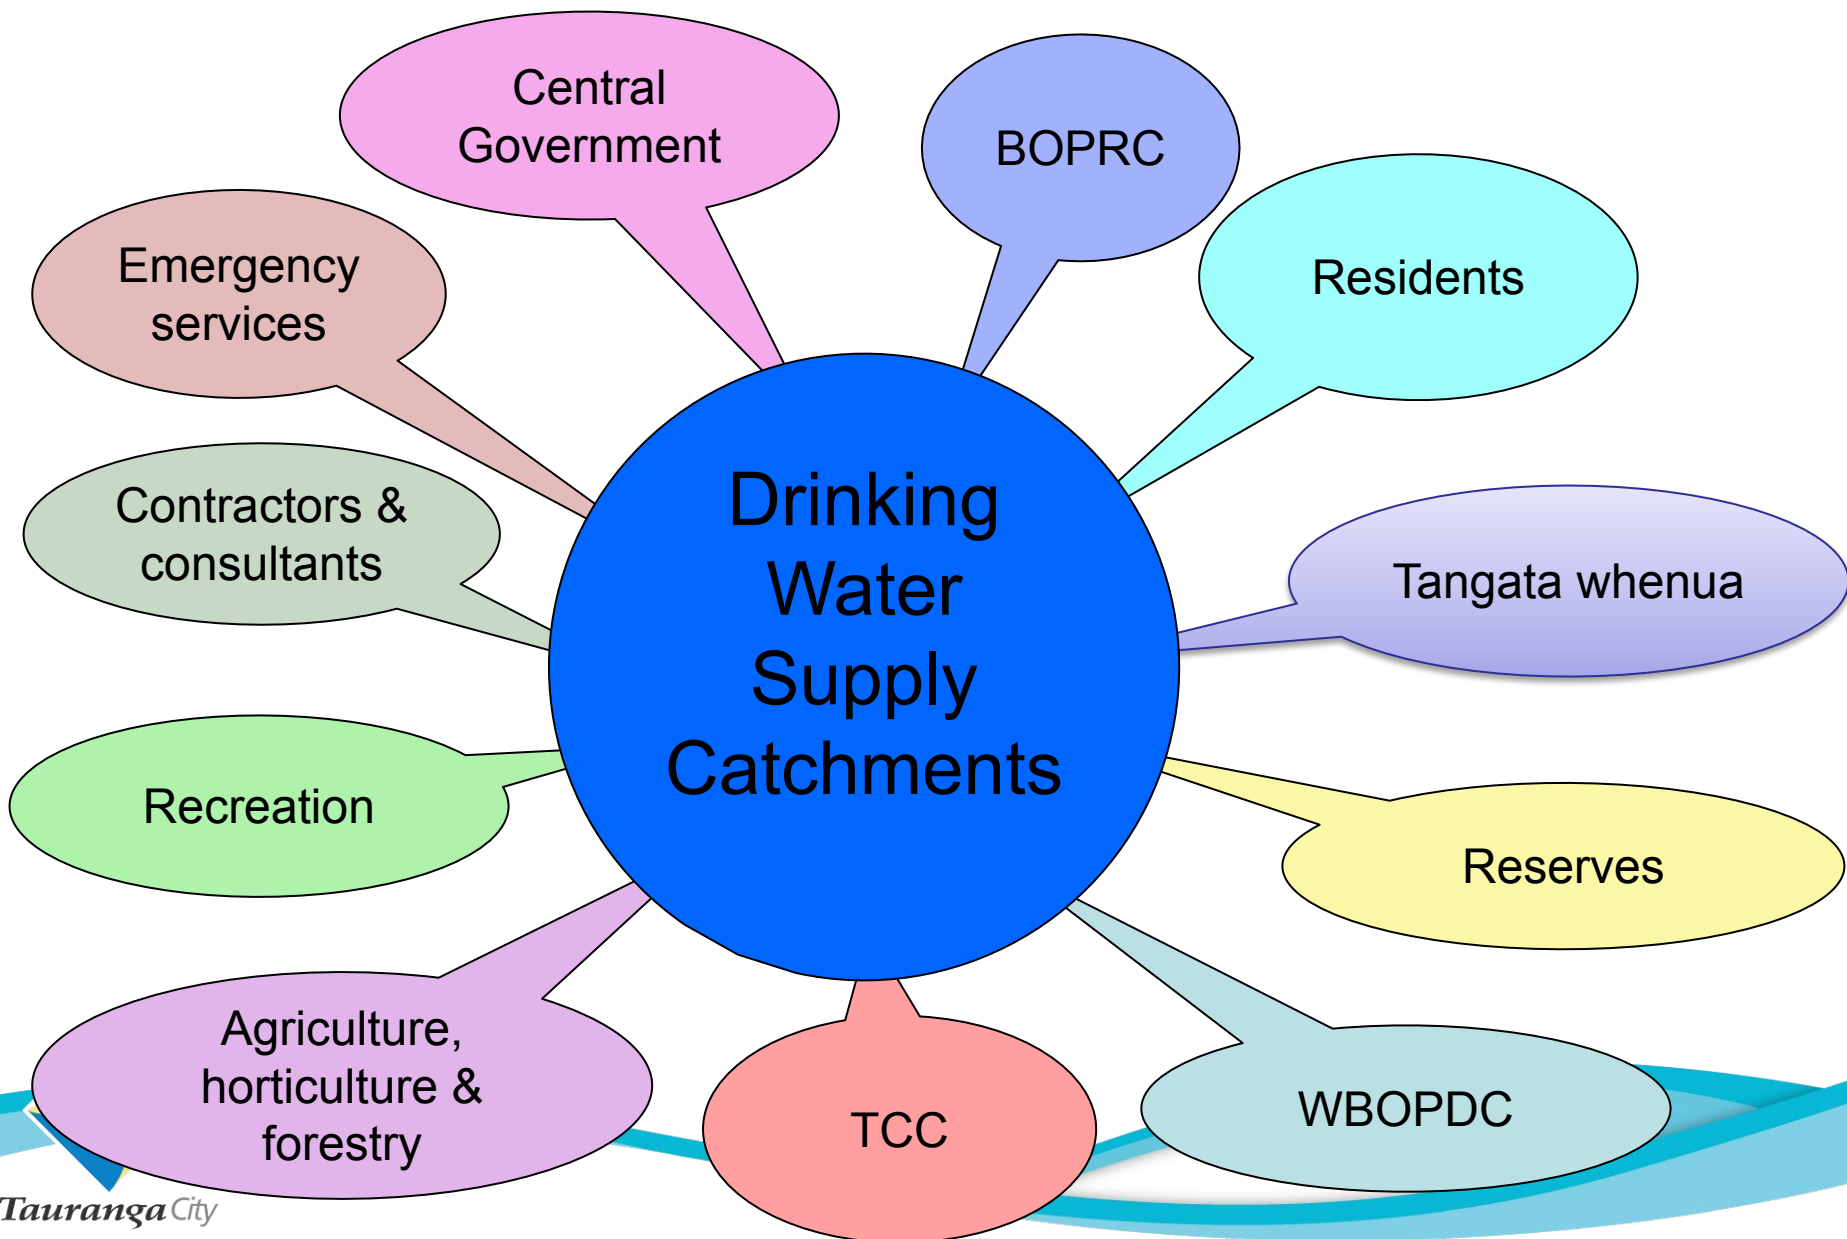 Central
Government
BOPRC
Residents
Emergency
services
Contractors &
consultants
Drinking
Water
Supply
Catchments
Tangata whenua
Recreation
Reserves
Agriculture,
horticulture &
forestry
TCC
WBOPDC
Tauranga City